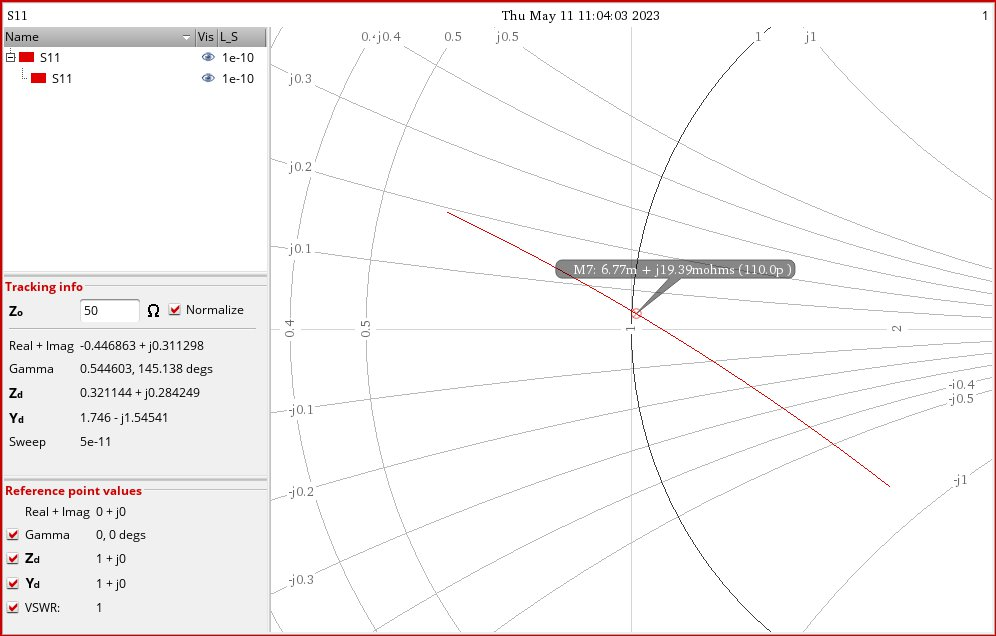 S11 Thu May 11 11:04:03 2023 1
Name Vis L_S
S11 1e-10
S11 1e-10
Tracking info
Zo 50 Ω Normalize
Real + Imag -0.446863 + j0.311298
Gamma 0.544603, 145.138 degs
Zd 0.321144 + j0.284249
Yd 1.746 - j1.54541
Sweep 5e-11
Reference point values
Real + Imag 0 + j0
Gamma 0, 0 degs
Zd 1 + j0
Yd 1 + j0
VSWR: 1
j0.4 0.5 j0.5 1 j1
j0.3
j0.2
j0.1
M7: 6.77m + j19.39mohms (110.0p )
0.4 0.5 1 2
-j0.4
-j0.5
-j0.1
-j1
-j0.2
-j0.3